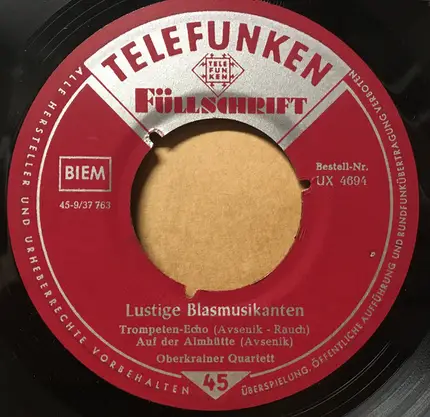 TELEFUNKEN
TELE
FUN
KEN
FÜLLSCHRIFT
BIEM
45-9/37 763
Bestell-Nr.
UX 4694
Lustige Blasmusikanten
Trompeten-Echo (Avsenik - Rauch)
Auf der Almhütte (Avsenik)
Oberkrainer Quartett
45
ALLE HERSTELLER UND URHEBERRECHTE VORBEHALTEN
ÜBERSPIELUNG, ÖFFENTLICHE AUFFÜHRUNG UND RUNDFUNKÜBERTRAGUNG VERBOTEN